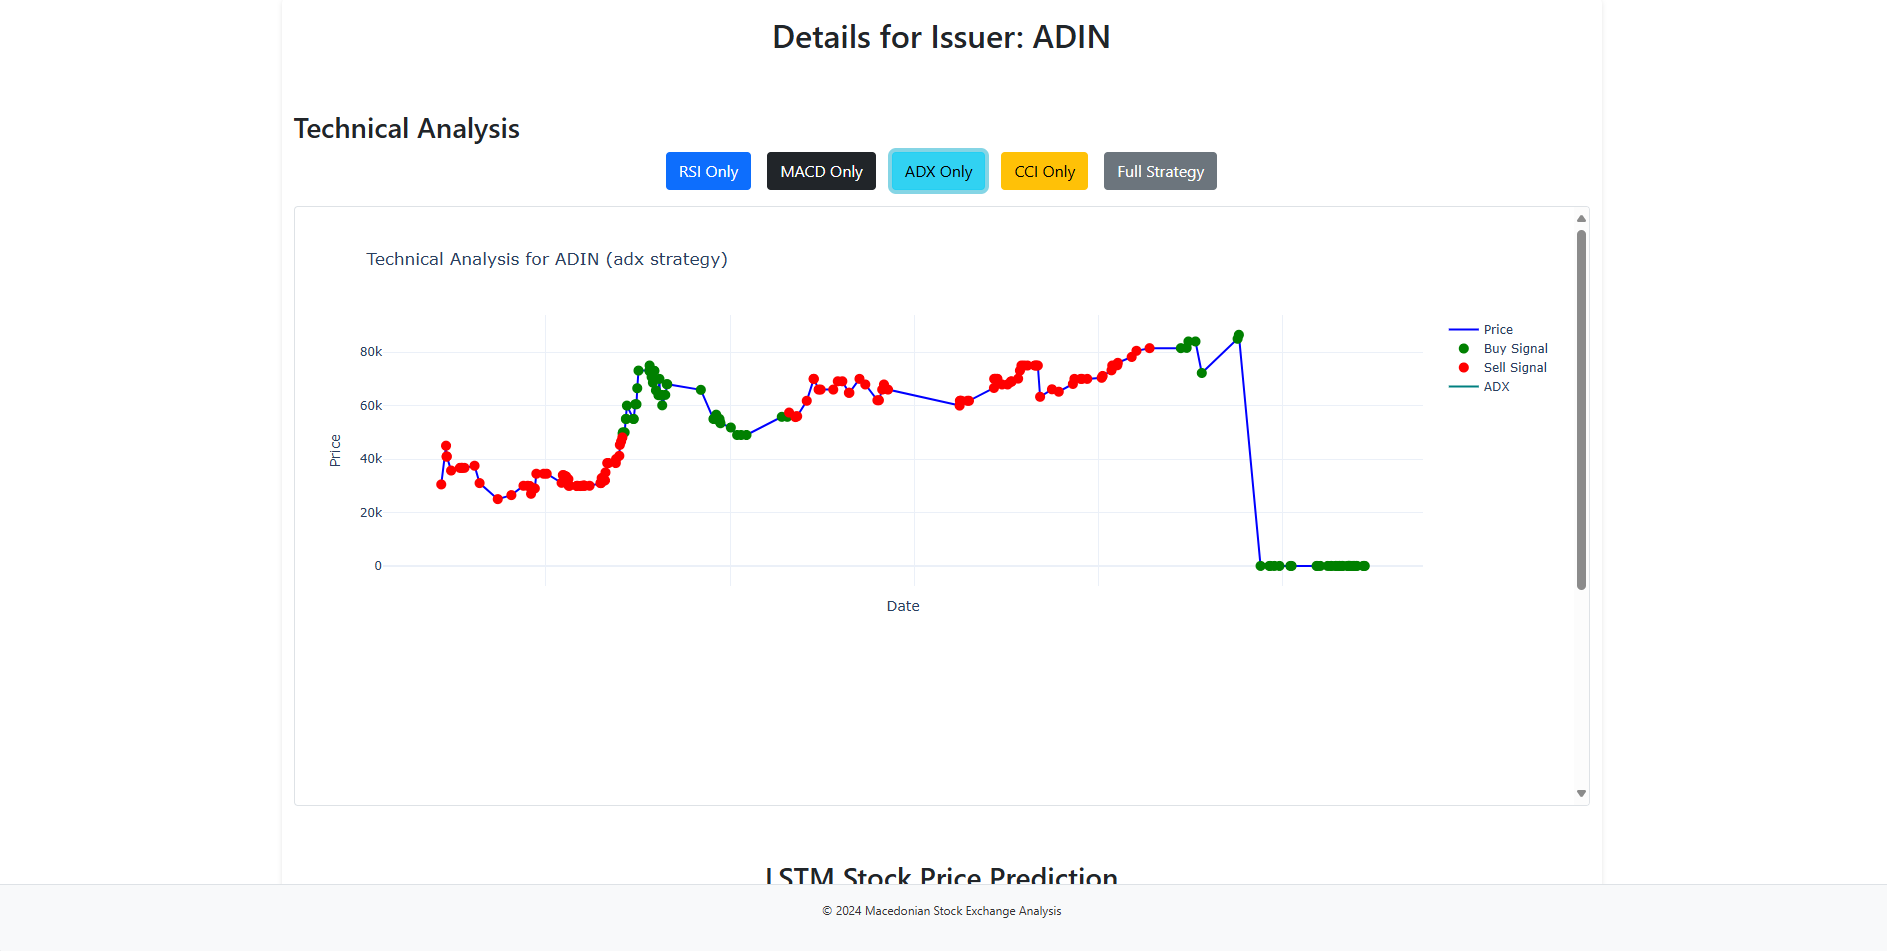 Details for Issuer: ADIN
Technical Analysis
RSI Only
MACD Only
ADX Only
CCI Only
Full Strategy
Technical Analysis for ADIN (adx strategy)
Price
Buy Signal
Sell Signal
ADX
80k
60k
40k
20k
0
Price
Date
LSTM Stock Price Prediction
© 2024 Macedonian Stock Exchange Analysis